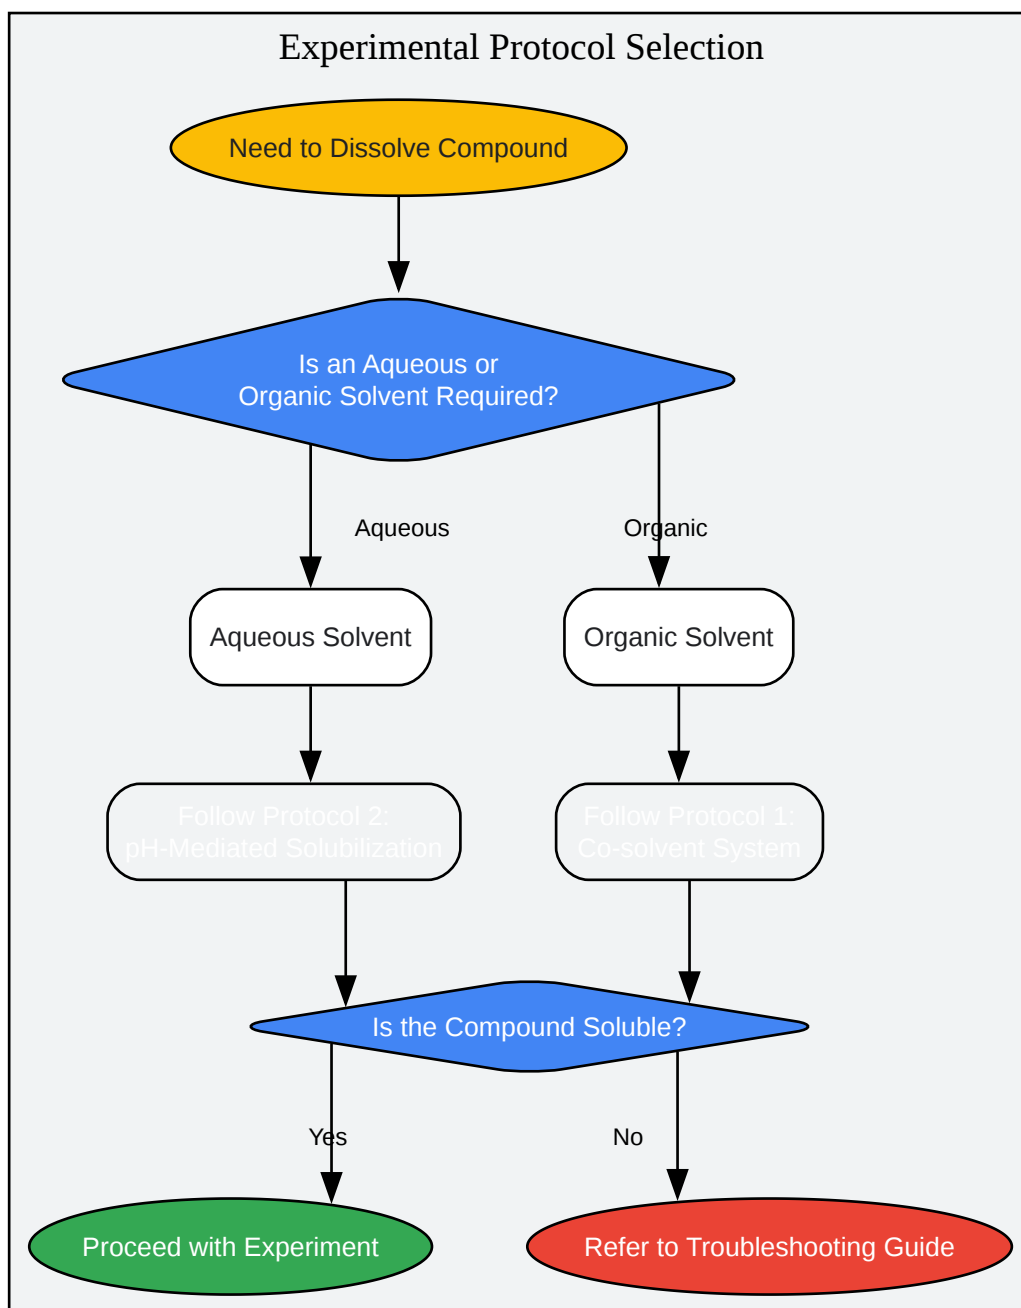 Experimental Protocol Selection
Need to Dissolve Compound
Is an Aqueous or
Organic Solvent Required?
Aqueous
Organic
Aqueous Solvent
Organic Solvent
Follow Protocol 2:
pH-Mediated Solubilization
Follow Protocol 1:
Co-solvent System
Is the Compound Soluble?
Yes
No
Proceed with Experiment
Refer to Troubleshooting Guide